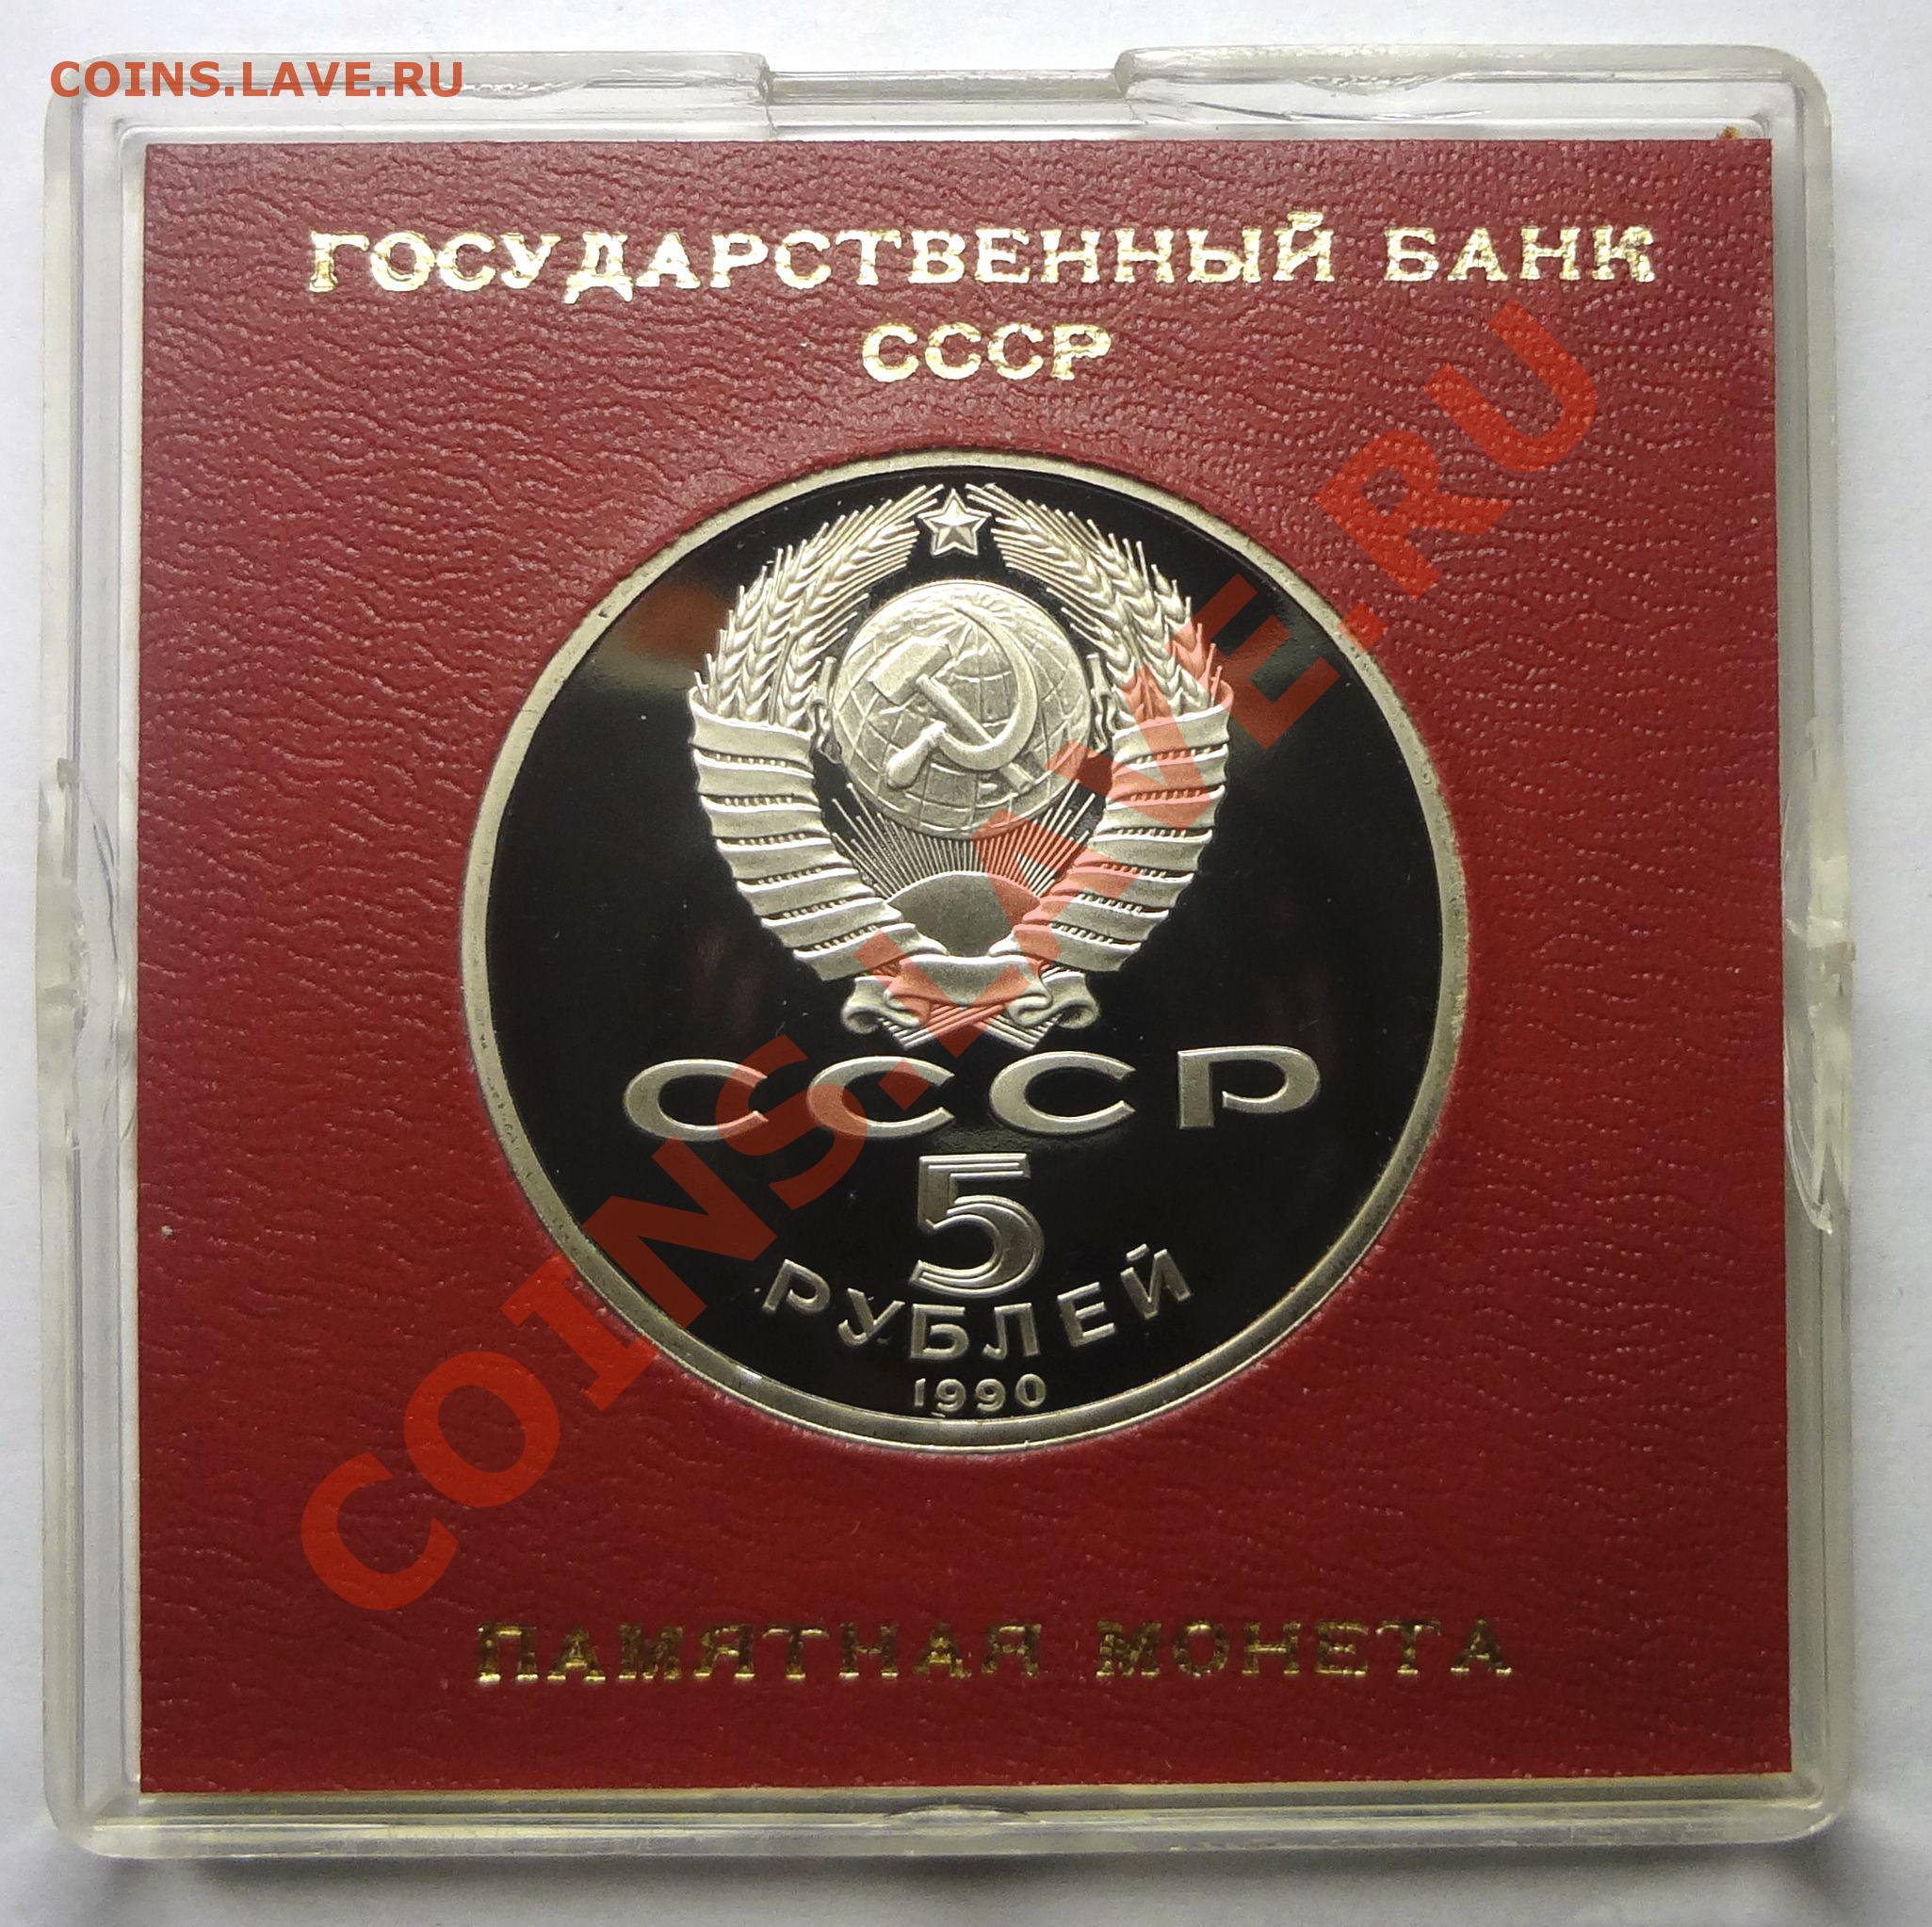 COINS.LAVE.RU
ГОСУДАРСТВЕННЫЙ БАНК
СССР
COINS.LAVE.RU
СССР
5
РУБЛЕЙ
1990
ПАМЯТНАЯ МОНЕТА